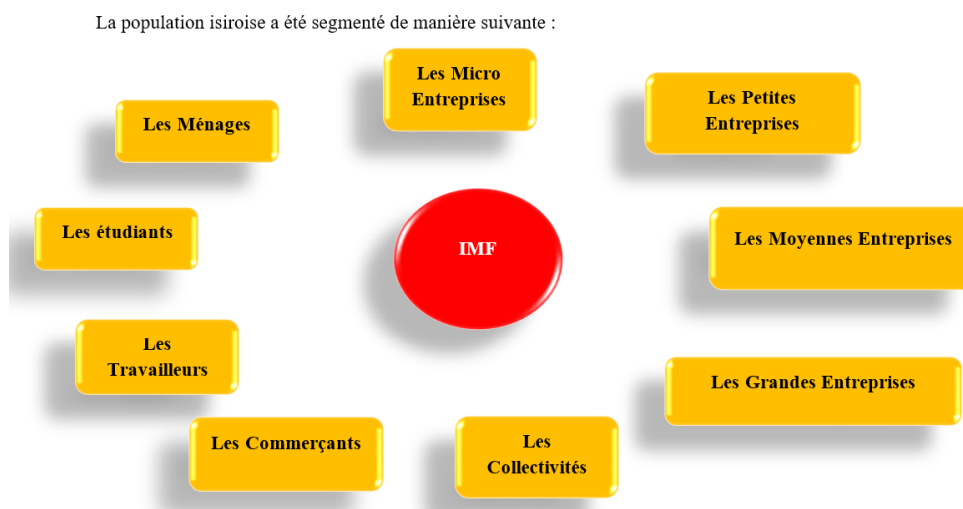 La population isiroise a été segmenté de manière suivante :
Les Micro
Entreprises
Les Petites
Entreprises
Les Ménages
Les étudiants
IMF
Les Moyennes Entreprises
Les
Travailleurs
Les Grandes Entreprises
Les Commerçants
Les
Collectivités